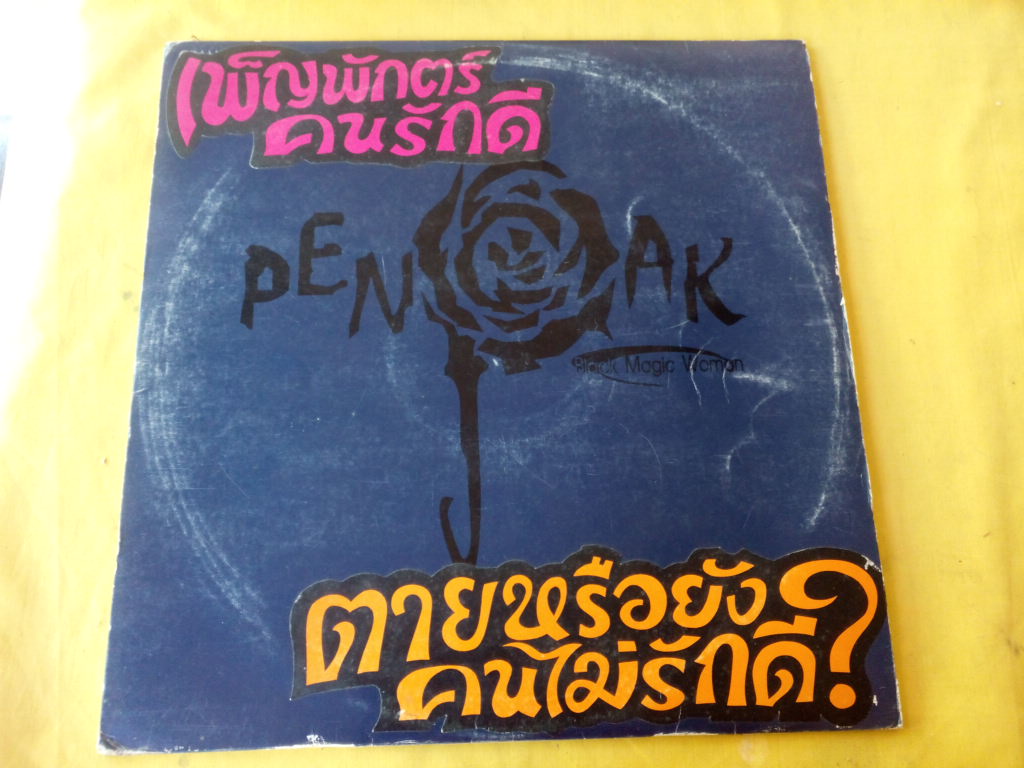 เพ็ญพักตร์
คนรักดี
PEN PAK
Black Magic Woman
ตายหรือยัง
คนไม่รักดี?